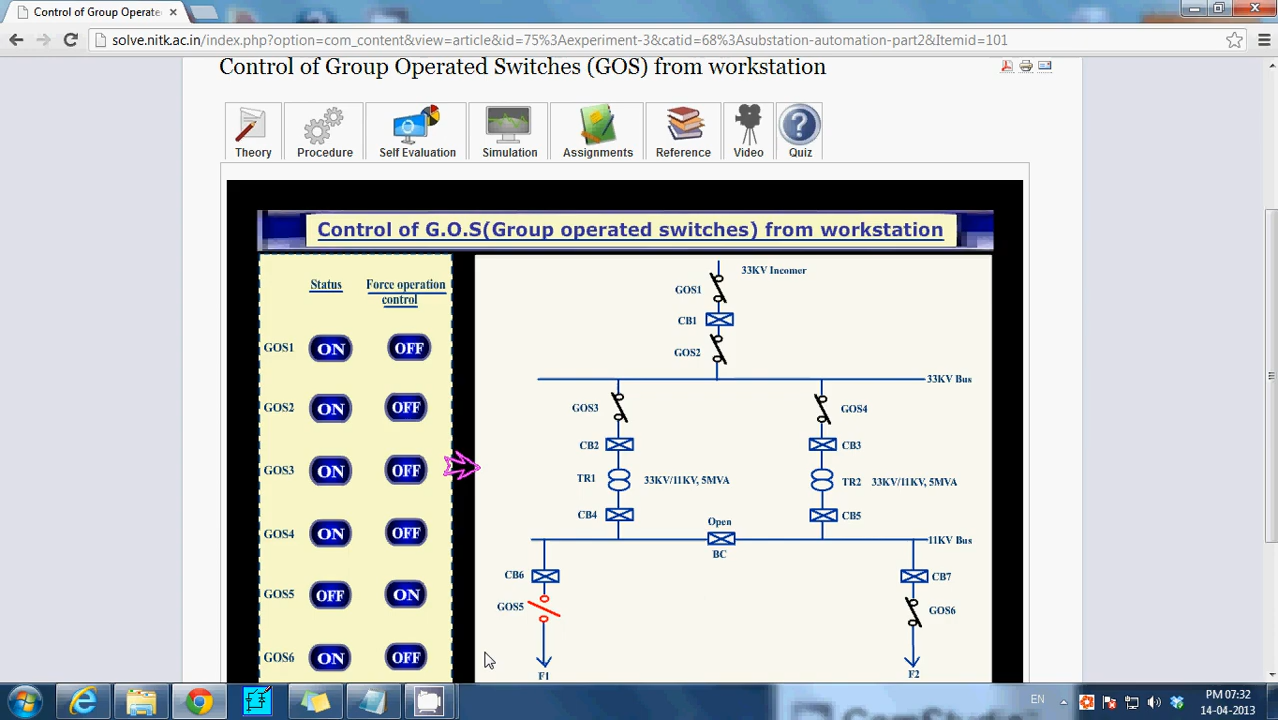 Control of Group Operate
solve.nitk.ac.in/index.php?option=com_content&view=article&id=75%3Aexperiment-3&catid=68%3Asubstation-automation-part2&Itemid=101
Control of Group Operated Switches (GOS) from workstation
Theory
Procedure
Self Evaluation
Simulation
Assignments
Reference
Video
Quiz
Control of G.O.S(Group operated switches) from workstation
Status
Force operation
control
GOS1 ON OFF
GOS2 ON OFF
GOS3 ON OFF
GOS4 ON OFF
GOS5 OFF ON
GOS6 ON OFF
33KV Incomer
GOS1
CB1
GOS2
33KV Bus
GOS3
GOS4
CB2
CB3
TR1 33KV/11KV, 5MVA
TR2 33KV/11KV, 5MVA
CB4
CB5
Open
BC
11KV Bus
CB6
CB7
GOS5
GOS6
F1
F2
EN
PM 07:32
14-04-2013